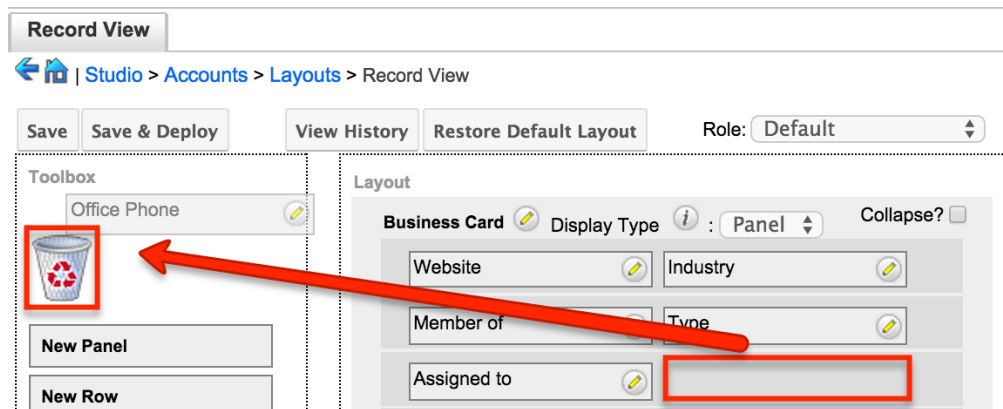 Record View
| Studio > Accounts > Layouts > Record View
Save Save & Deploy View History Restore Default Layout Role: Default
Toolbox
Office Phone
New Panel
New Row
Layout
Business Card Display Type i : Panel Collapse?
Website Industry
Member of Type
Assigned to